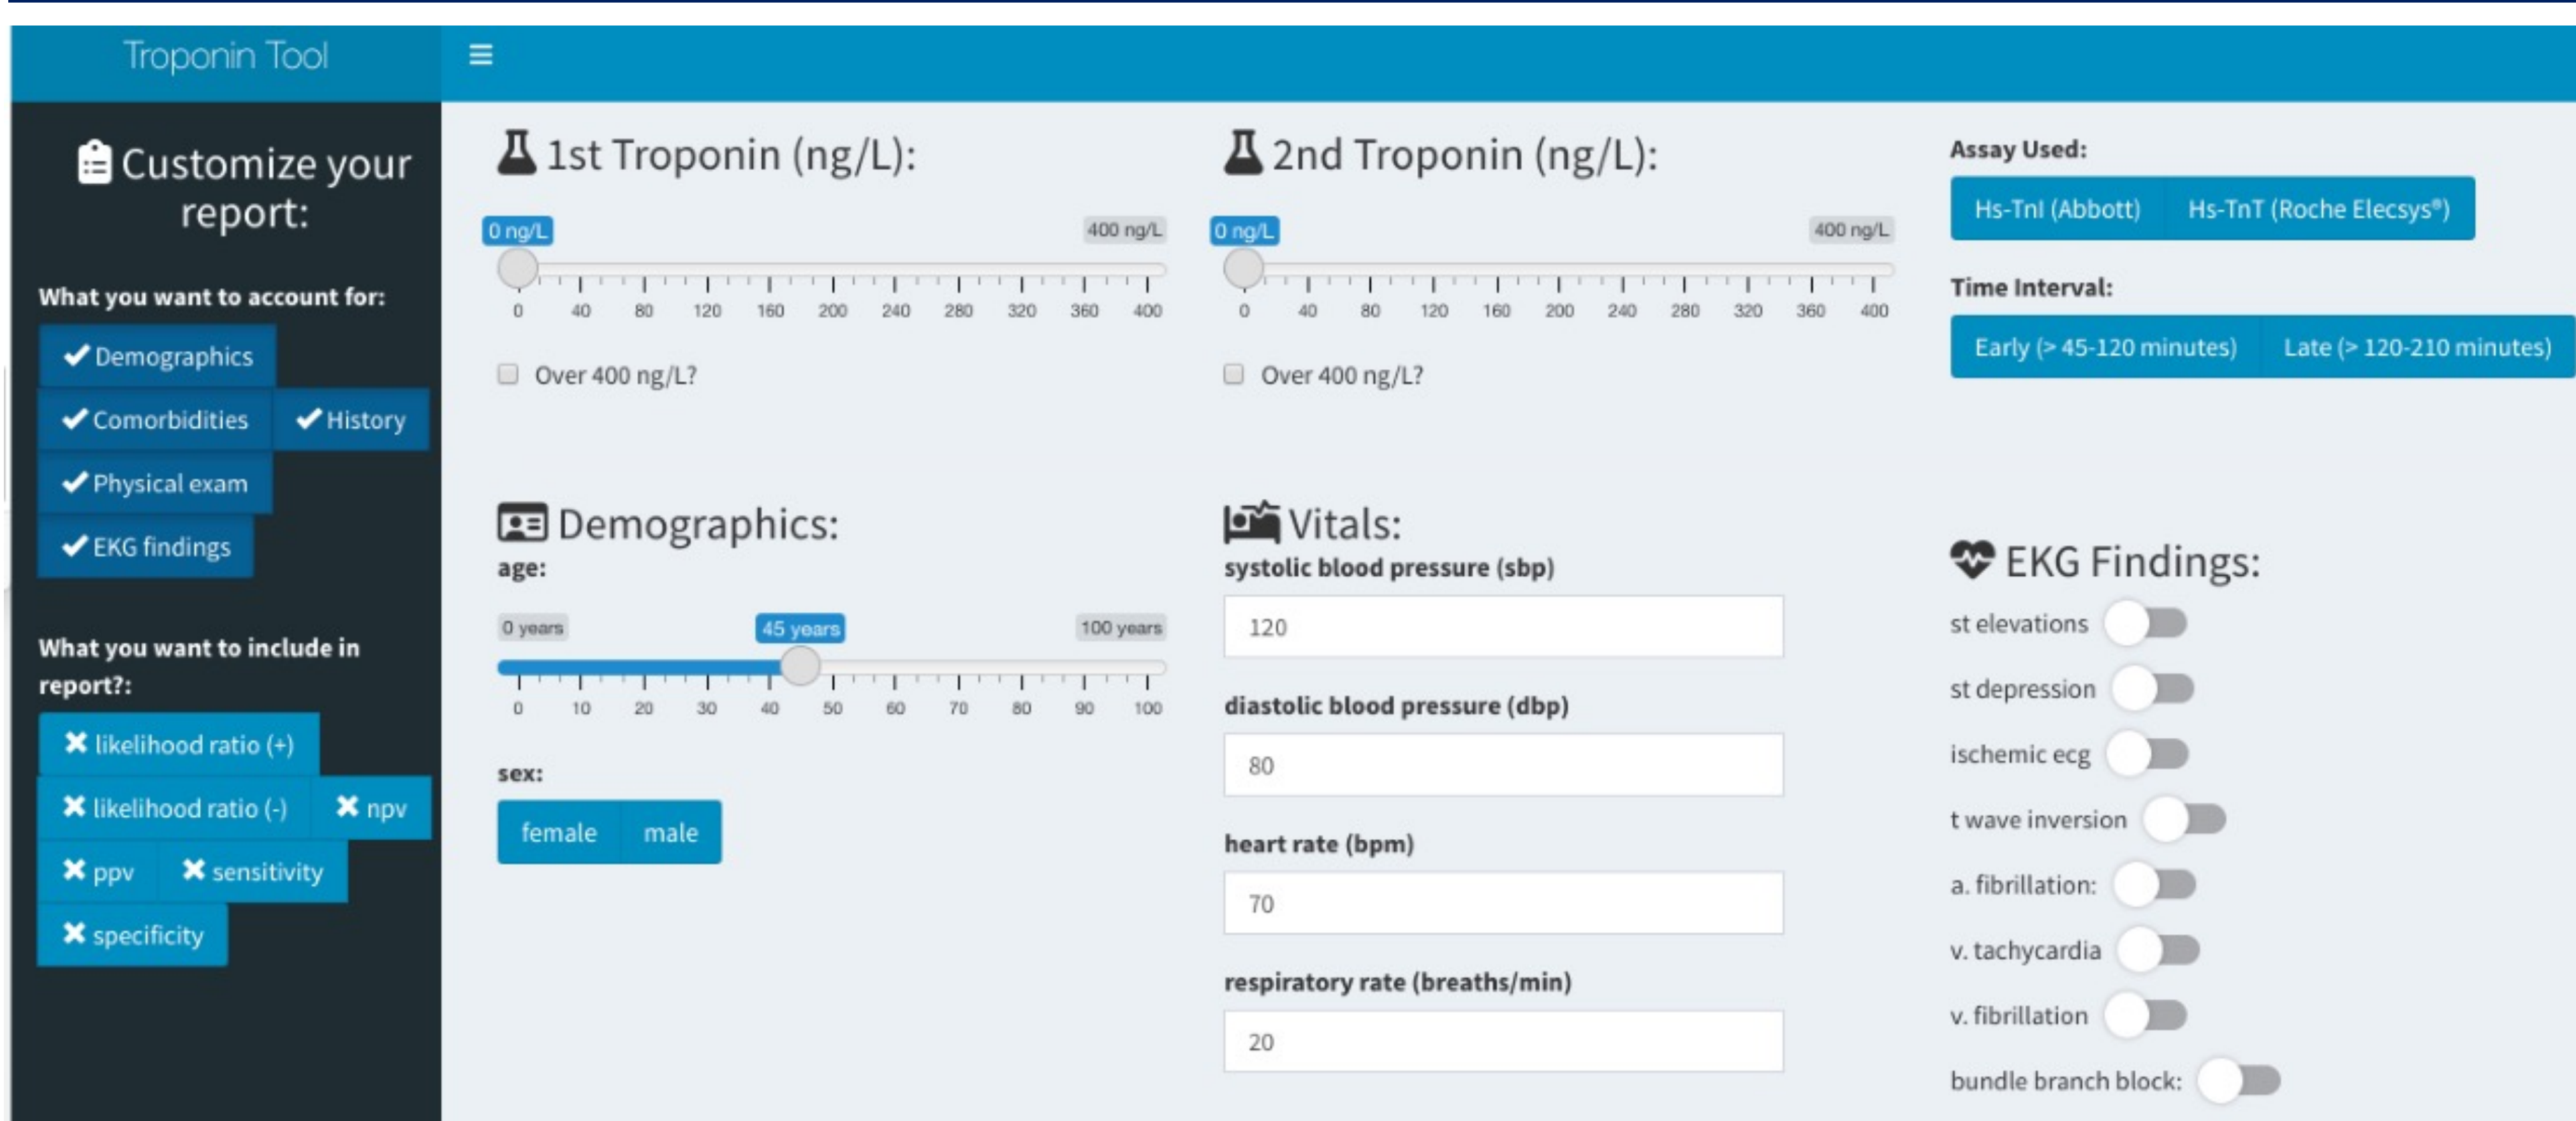 Troponin Tool
Customize your
report:
What you want to account for:
Demographics
Comorbidities History
Physical exam
EKG findings
What you want to include in
report?:
likelihood ratio (+)
likelihood ratio (-) npv
ppv sensitivity
specificity
1st Troponin (ng/L):
0 ng/L 400 ng/L
0 40 80 120 160 200 240 280 320 360 400
Over 400 ng/L?
2nd Troponin (ng/L):
0 ng/L 400 ng/L
0 40 80 120 160 200 240 280 320 360 400
Over 400 ng/L?
Assay Used:
Hs-TnI (Abbott) Hs-TnT (Roche Elecsys®)
Time Interval:
Early (> 45-120 minutes) Late (> 120-210 minutes)
Demographics:
age:
0 years 45 years 100 years
0 10 20 30 40 50 60 70 80 90 100
sex:
female male
Vitals:
systolic blood pressure (sbp)
120
diastolic blood pressure (dbp)
80
heart rate (bpm)
70
respiratory rate (breaths/min)
20
EKG Findings:
st elevations
st depression
ischemic ecg
t wave inversion
a. fibrillation:
v. tachycardia
v. fibrillation
bundle branch block: